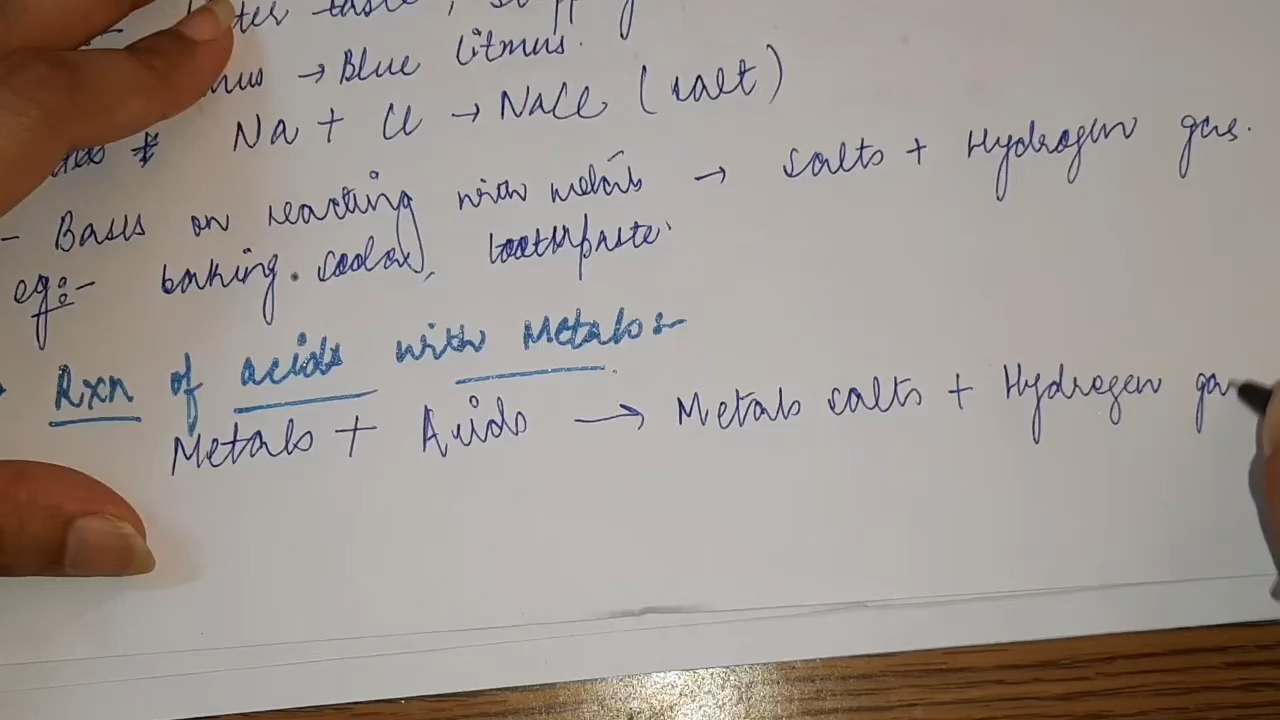 taste,
→ Blue litmus.
Na + Cl → NaCl (salt)
- Bases on reacting with metals → salts + Hydrogen gas.
eg:- baking soda, toothpaste.
Rxn of acids with Metals
Metals + Acids → Metals salts + Hydrogen gas